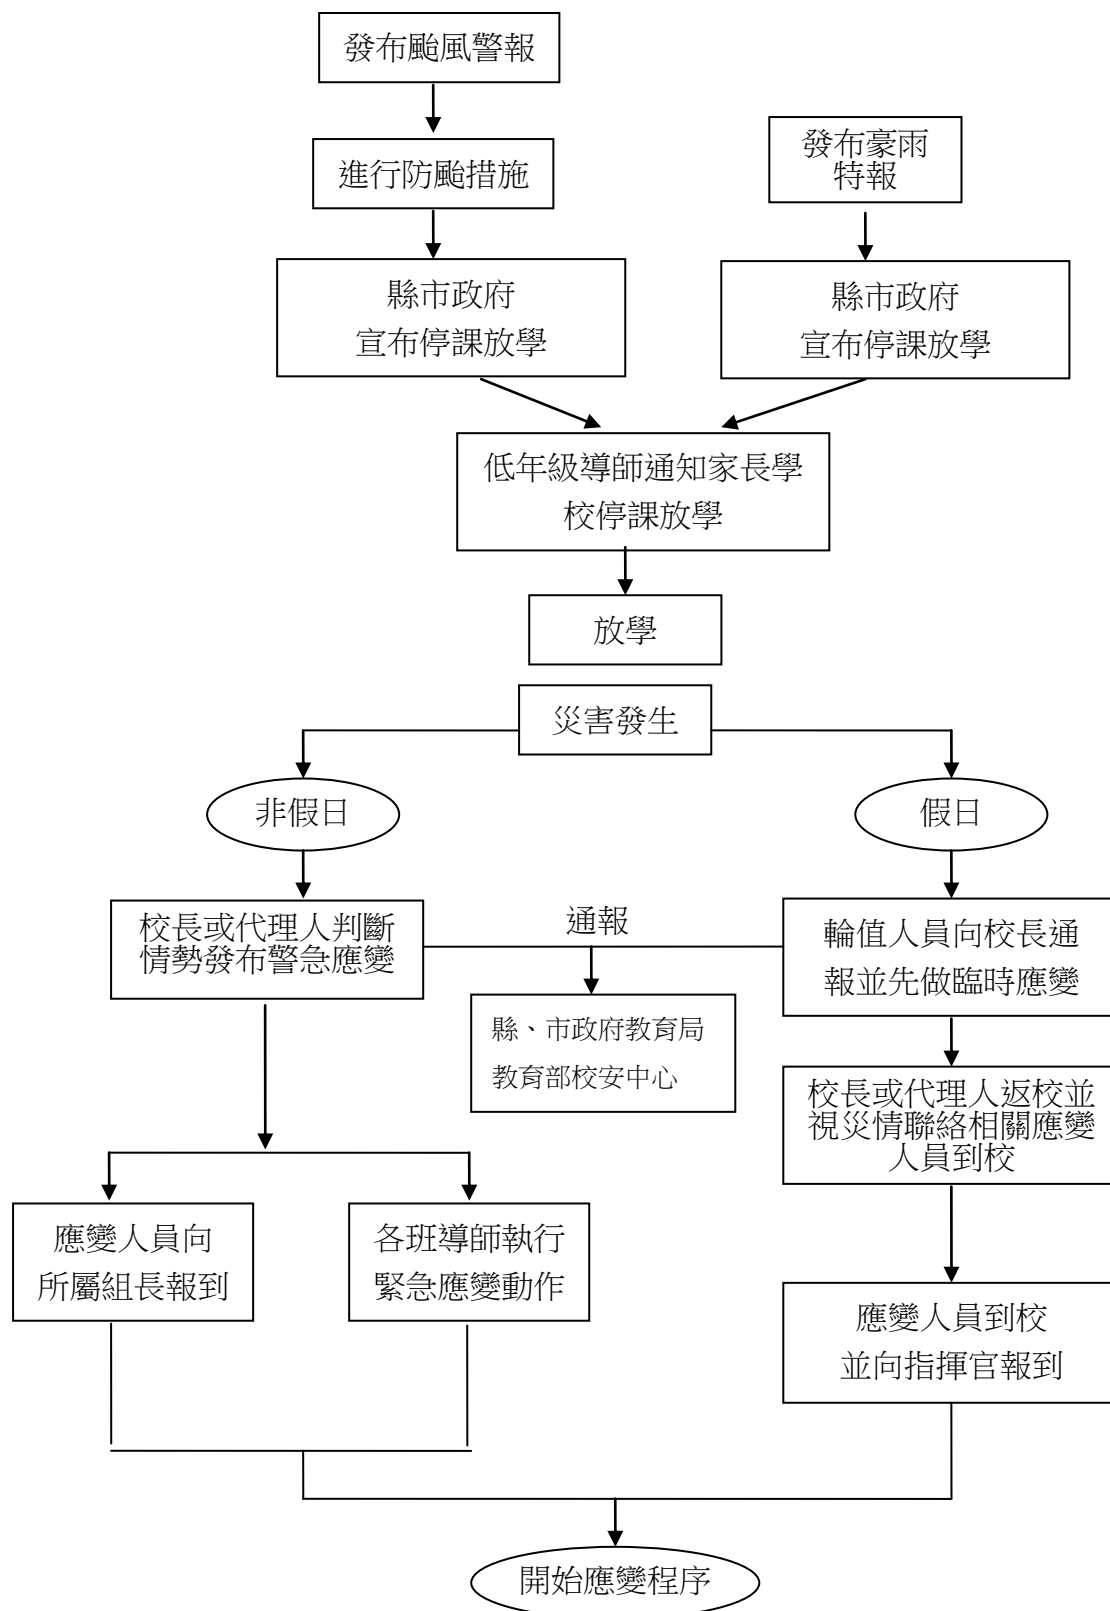 發布颱風警報
進行防颱措施
發布豪雨
特報
縣市政府
宣布停課放學
縣市政府
宣布停課放學
低年級導師通知家長學
校停課放學
放學
災害發生
非假日
假日
校長或代理人判斷
情勢發布警急應變
通報
輪值人員向校長通
報並先做臨時應變
縣、市政府教育局
教育部校安中心
校長或代理人返校並
視災情聯絡相關應變
人員到校
應變人員向
所屬組長報到
各班導師執行
緊急應變動作
應變人員到校
並向指揮官報到
開始應變程序